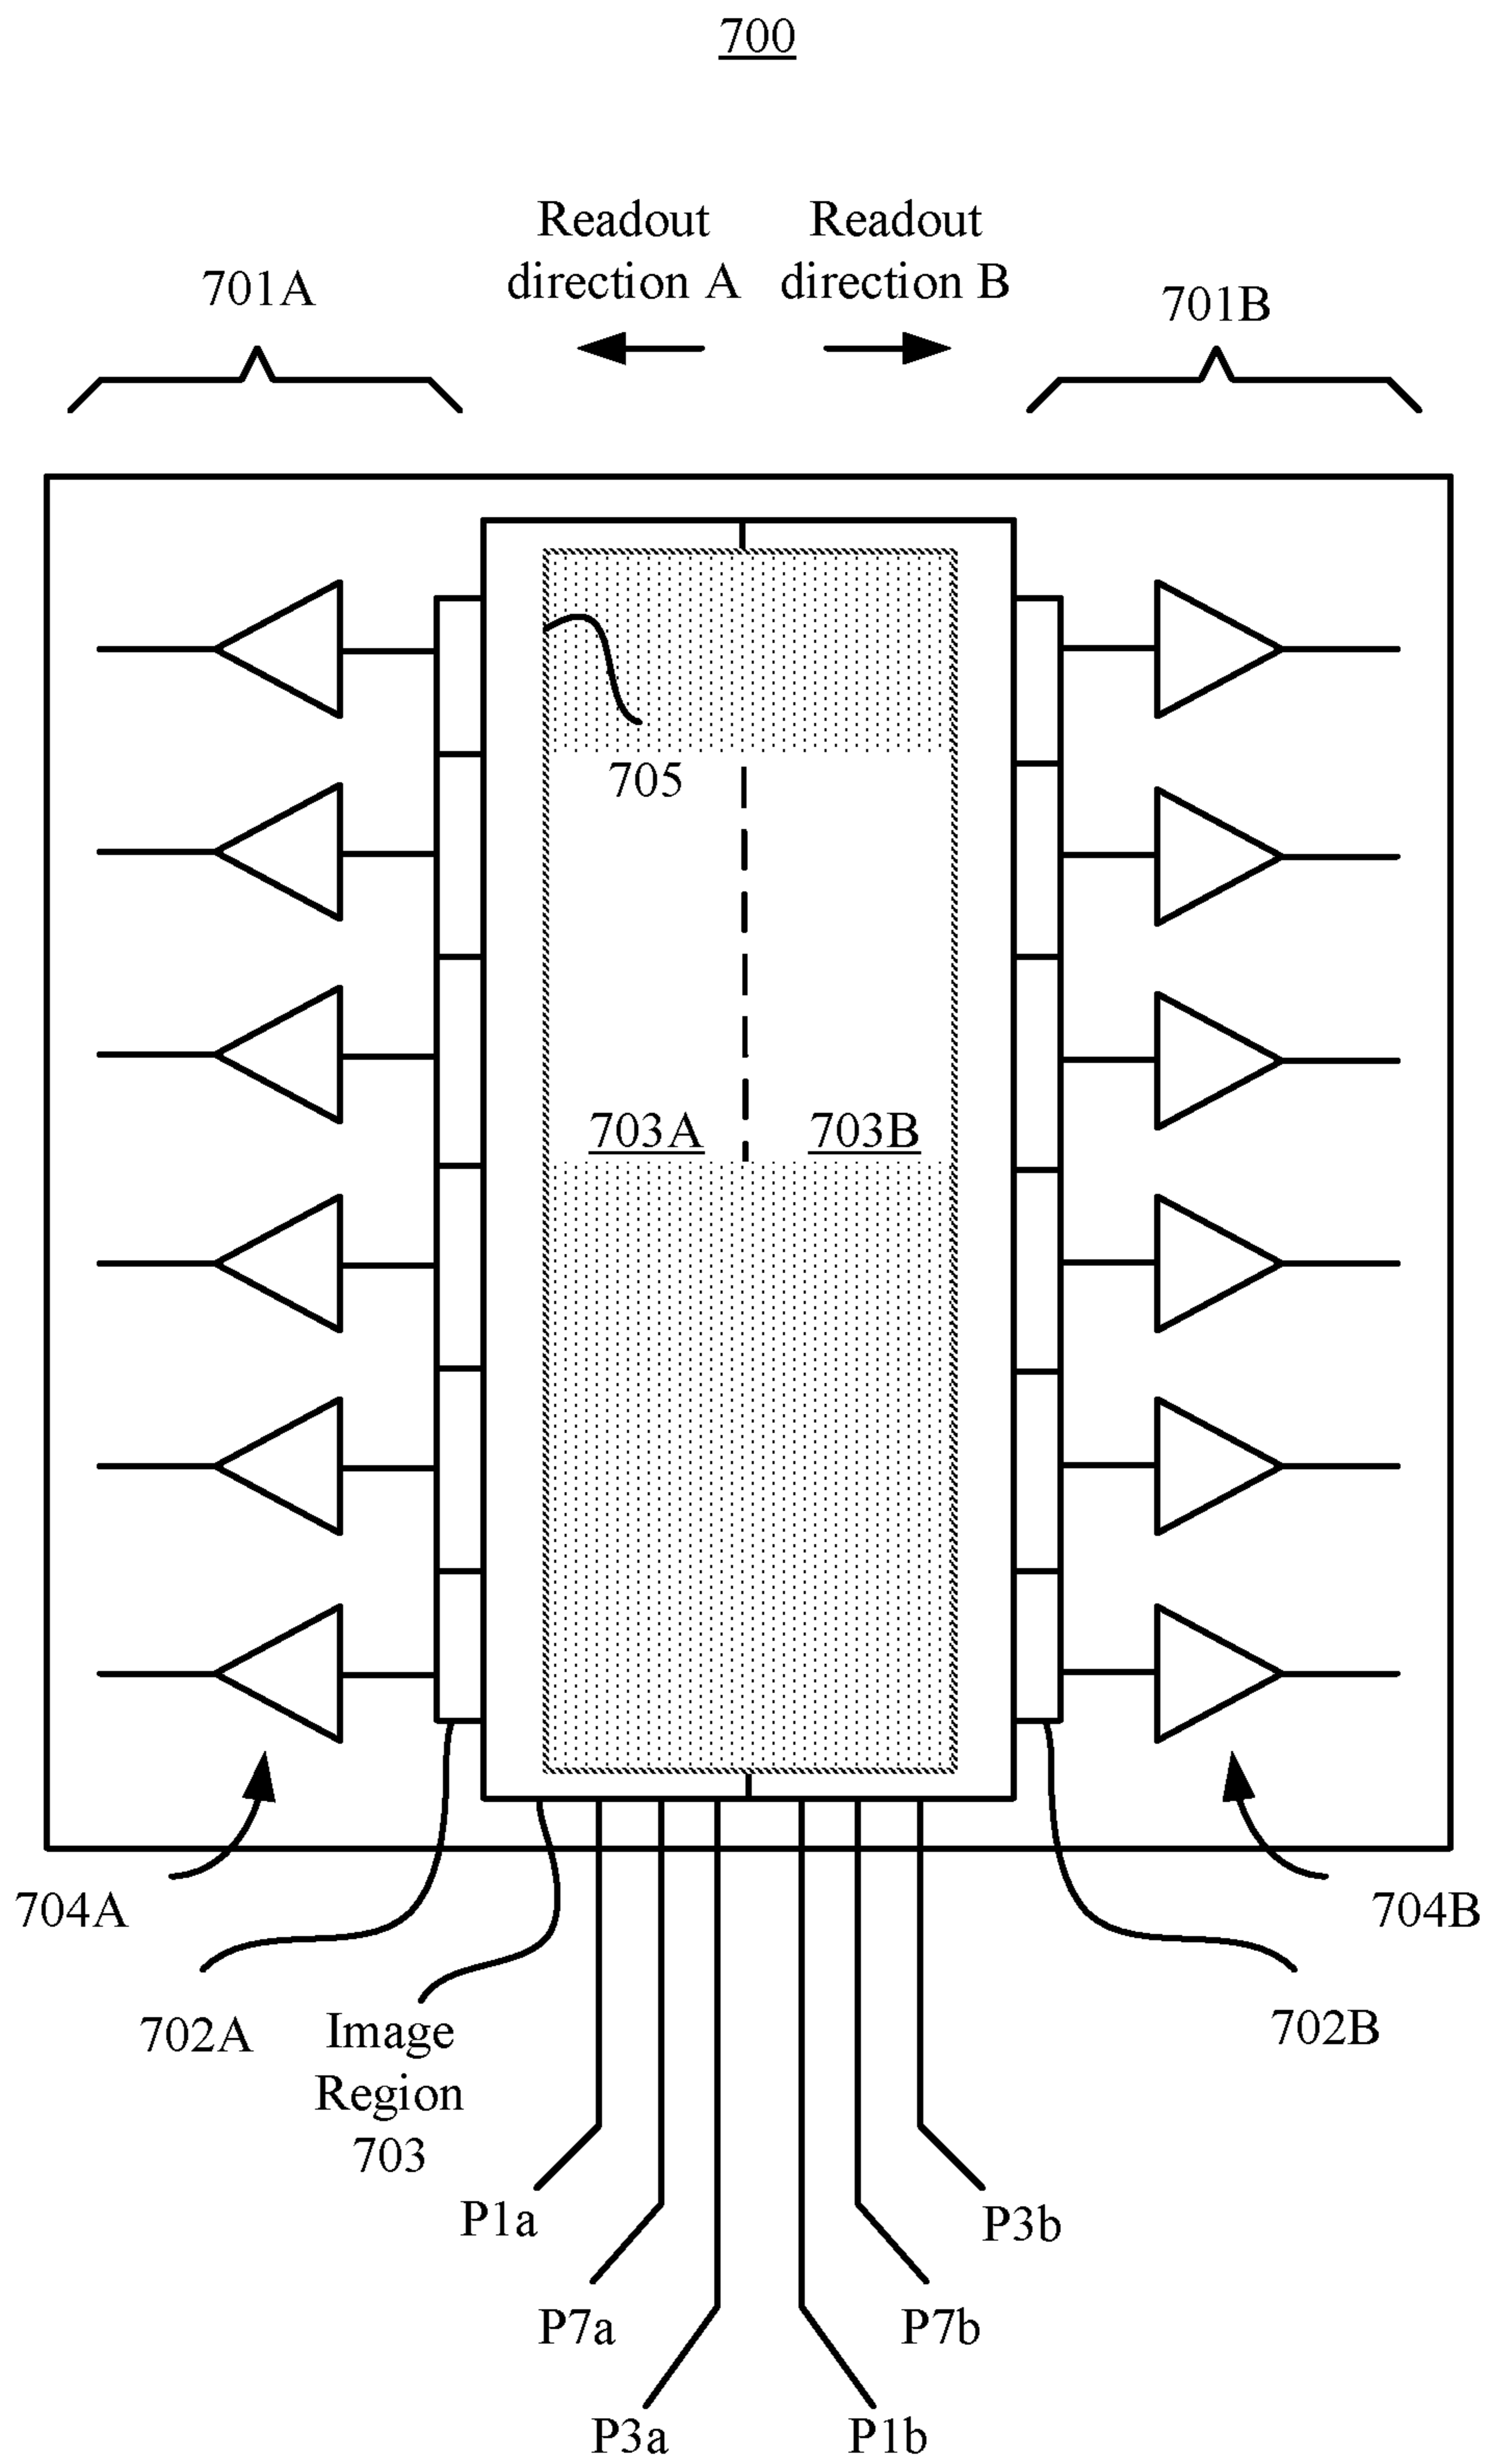 700
Readout
direction A
Readout
direction B
701A
701B
705
703A
703B
704A
704B
702A
Image
Region
703
702B
P1a
P3b
P7a
P7b
P3a
P1b